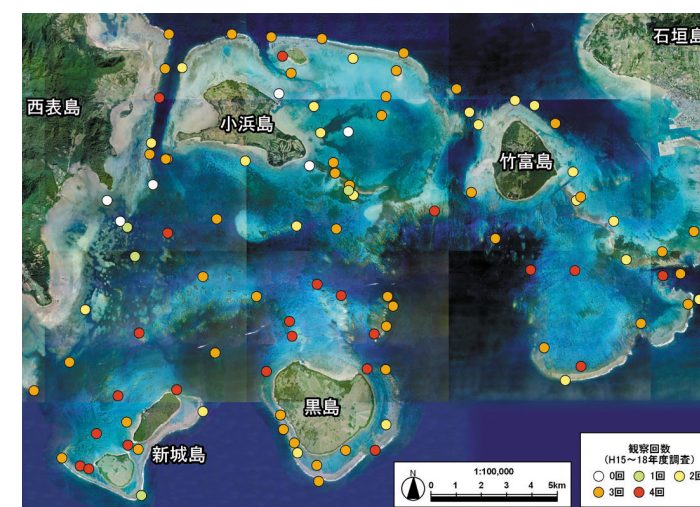 石垣島
西表島
小浜島
竹富島
黒島
新城島
N
1:100,000
0 1 2 3 4 5km
観察回数
(H15～18年度調査)
0回 1回 2回
3回 4回